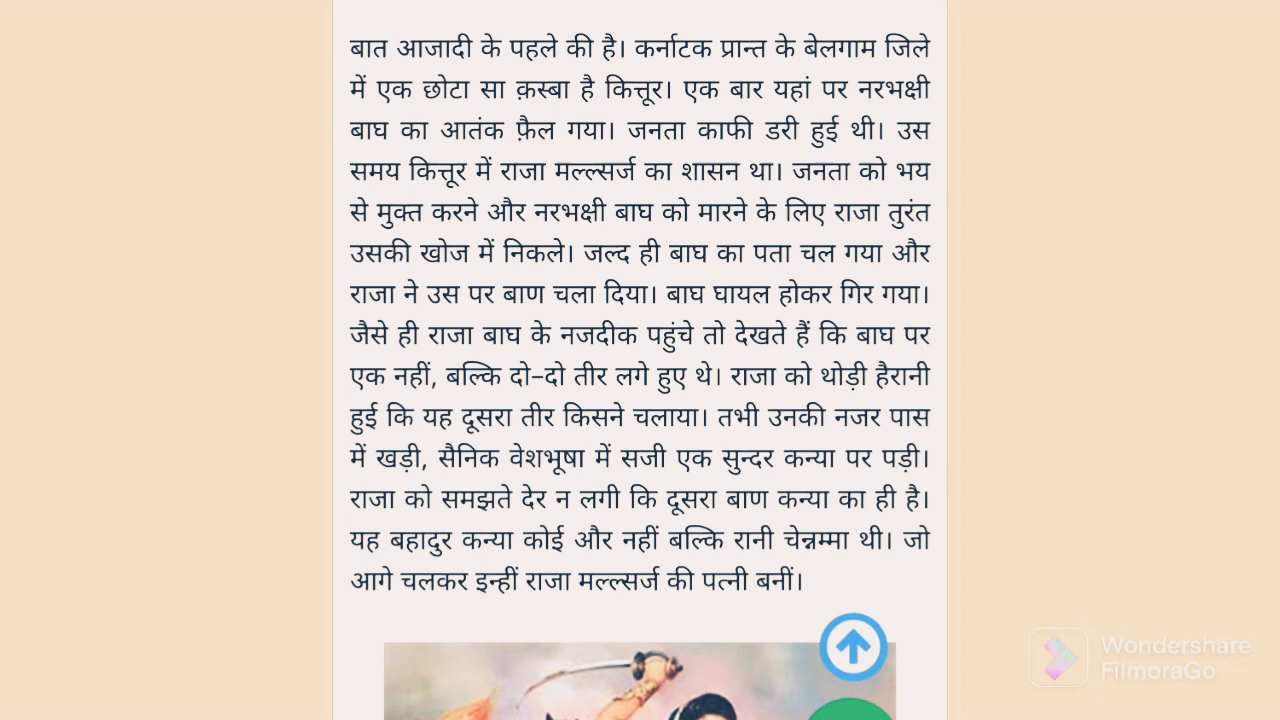 बात आजादी के पहले की है। कर्नाटक प्रान्त के बेलगाम जिले
में एक छोटा सा क़स्बा है कित्तूर। एक बार यहां पर नरभक्षी
बाघ का आतंक फ़ैल गया। जनता काफी डरी हुई थी। उस
समय कित्तूर में राजा मल्ल्सर्ज का शासन था। जनता को भय
से मुक्त करने और नरभक्षी बाघ को मारने के लिए राजा तुरंत
उसकी खोज में निकले। जल्द ही बाघ का पता चल गया और
राजा ने उस पर बाण चला दिया। बाघ घायल होकर गिर गया।
जैसे ही राजा बाघ के नजदीक पहुंचे तो देखते हैं कि बाघ पर
एक नहीं, बल्कि दो–दो तीर लगे हुए थे। राजा को थोड़ी हैरानी
हुई कि यह दूसरा तीर किसने चलाया। तभी उनकी नजर पास
में खड़ी, सैनिक वेशभूषा में सजी एक सुन्दर कन्या पर पड़ी।
राजा को समझते देर न लगी कि दूसरा बाण कन्या का ही है।
यह बहादुर कन्या कोई और नहीं बल्कि रानी चेन्नम्मा थी। जो
आगे चलकर इन्हीं राजा मल्ल्सर्ज की पत्नी बनीं।
Wondershare
FilmoraGo